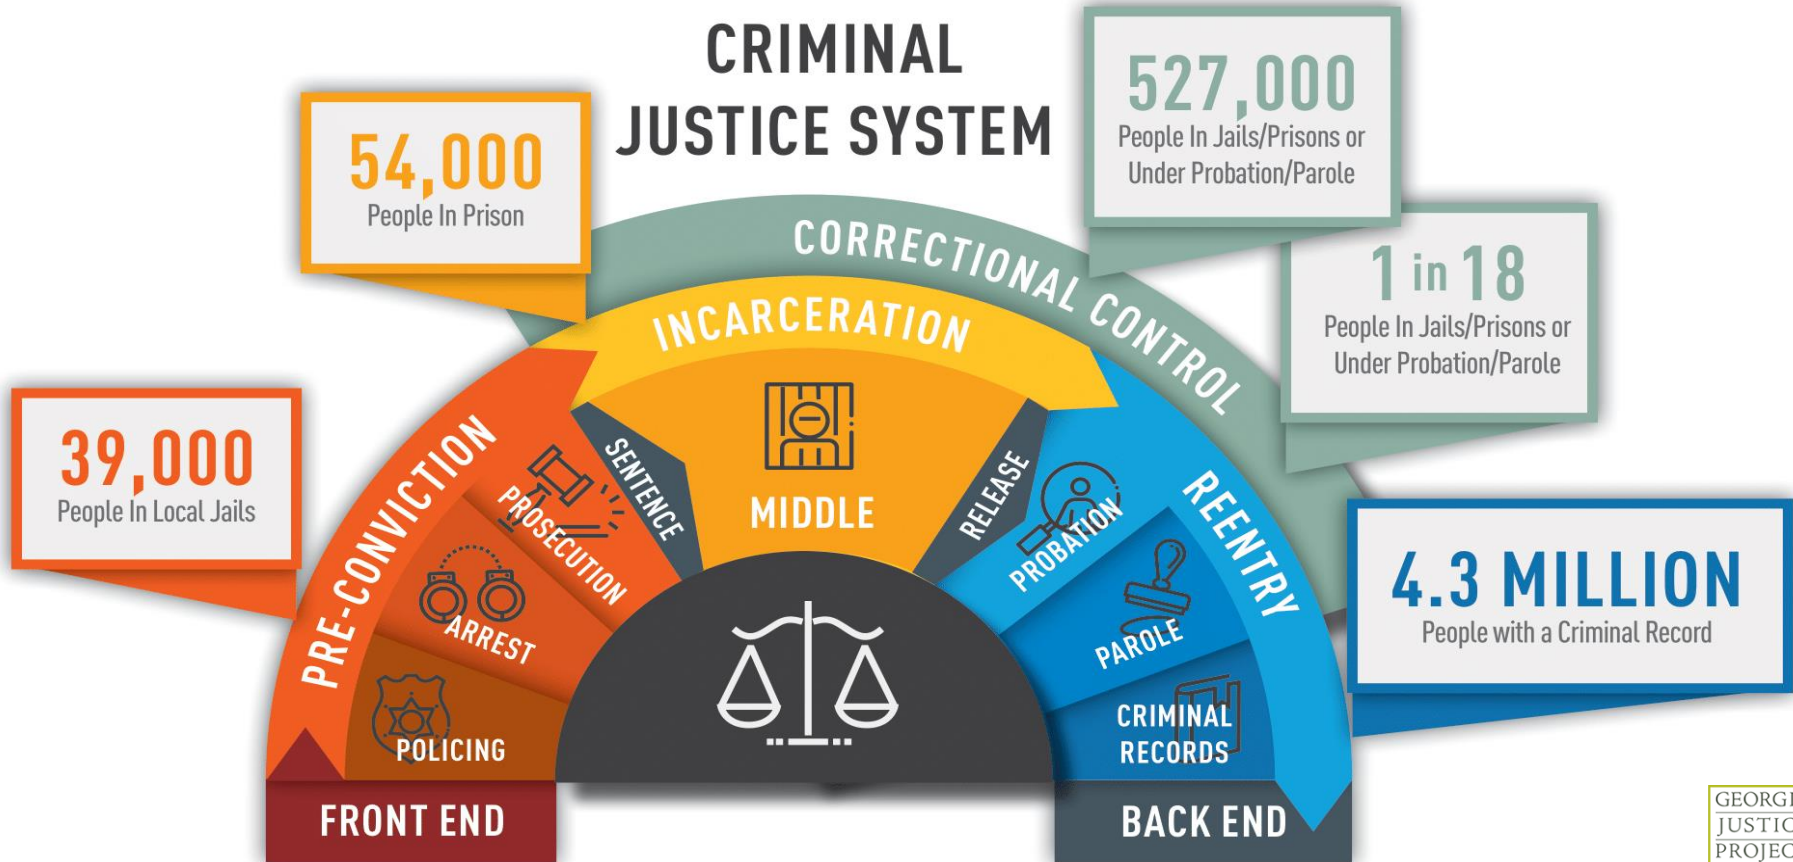 CRIMINAL
JUSTICE SYSTEM
54,000
People In Prison
527,000
People In Jails/Prisons or
Under Probation/Parole
1 in 18
People In Jails/Prisons or
Under Probation/Parole
39,000
People In Local Jails
4.3 MILLION
People with a Criminal Record
CORRECTIONAL CONTROL
INCARCERATION
PRE-CONVICTION
REENTRY
POLICING
ARREST
PROSECUTION
SENTENCE
MIDDLE
RELEASE
PROBATION
PAROLE
CRIMINAL
RECORDS
FRONT END
BACK END